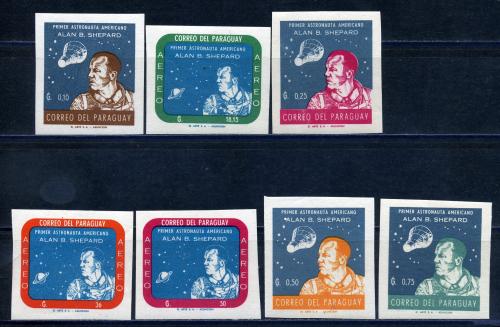 PRIMER ASTRONAUTA AMERICANO
ALAN B. SHEPARD
₲. 0,10
CORREO DEL PARAGUAY
CORREO DEL PARAGUAY
PRIMER ASTRONAUTA AMERICANO
ALAN B. SHEPARD
AEREO
AEREO
₲. 18,15
PRIMER ASTRONAUTA AMERICANO
ALAN B. SHEPARD
₲. 0,25
CORREO DEL PARAGUAY
CORREO DEL PARAGUAY
PRIMER ASTRONAUTA AMERICANO
ALAN B. SHEPARD
AEREO
AEREO
₲. 36
CORREO DEL PARAGUAY
PRIMER ASTRONAUTA AMERICANO
ALAN B. SHEPARD
AEREO
AEREO
₲. 50
PRIMER ASTRONAUTA AMERICANO
ALAN B. SHEPARD
₲. 0,50
CORREO DEL PARAGUAY
PRIMER ASTRONAUTA AMERICANO
ALAN B. SHEPARD
₲. 0,75
CORREO DEL PARAGUAY